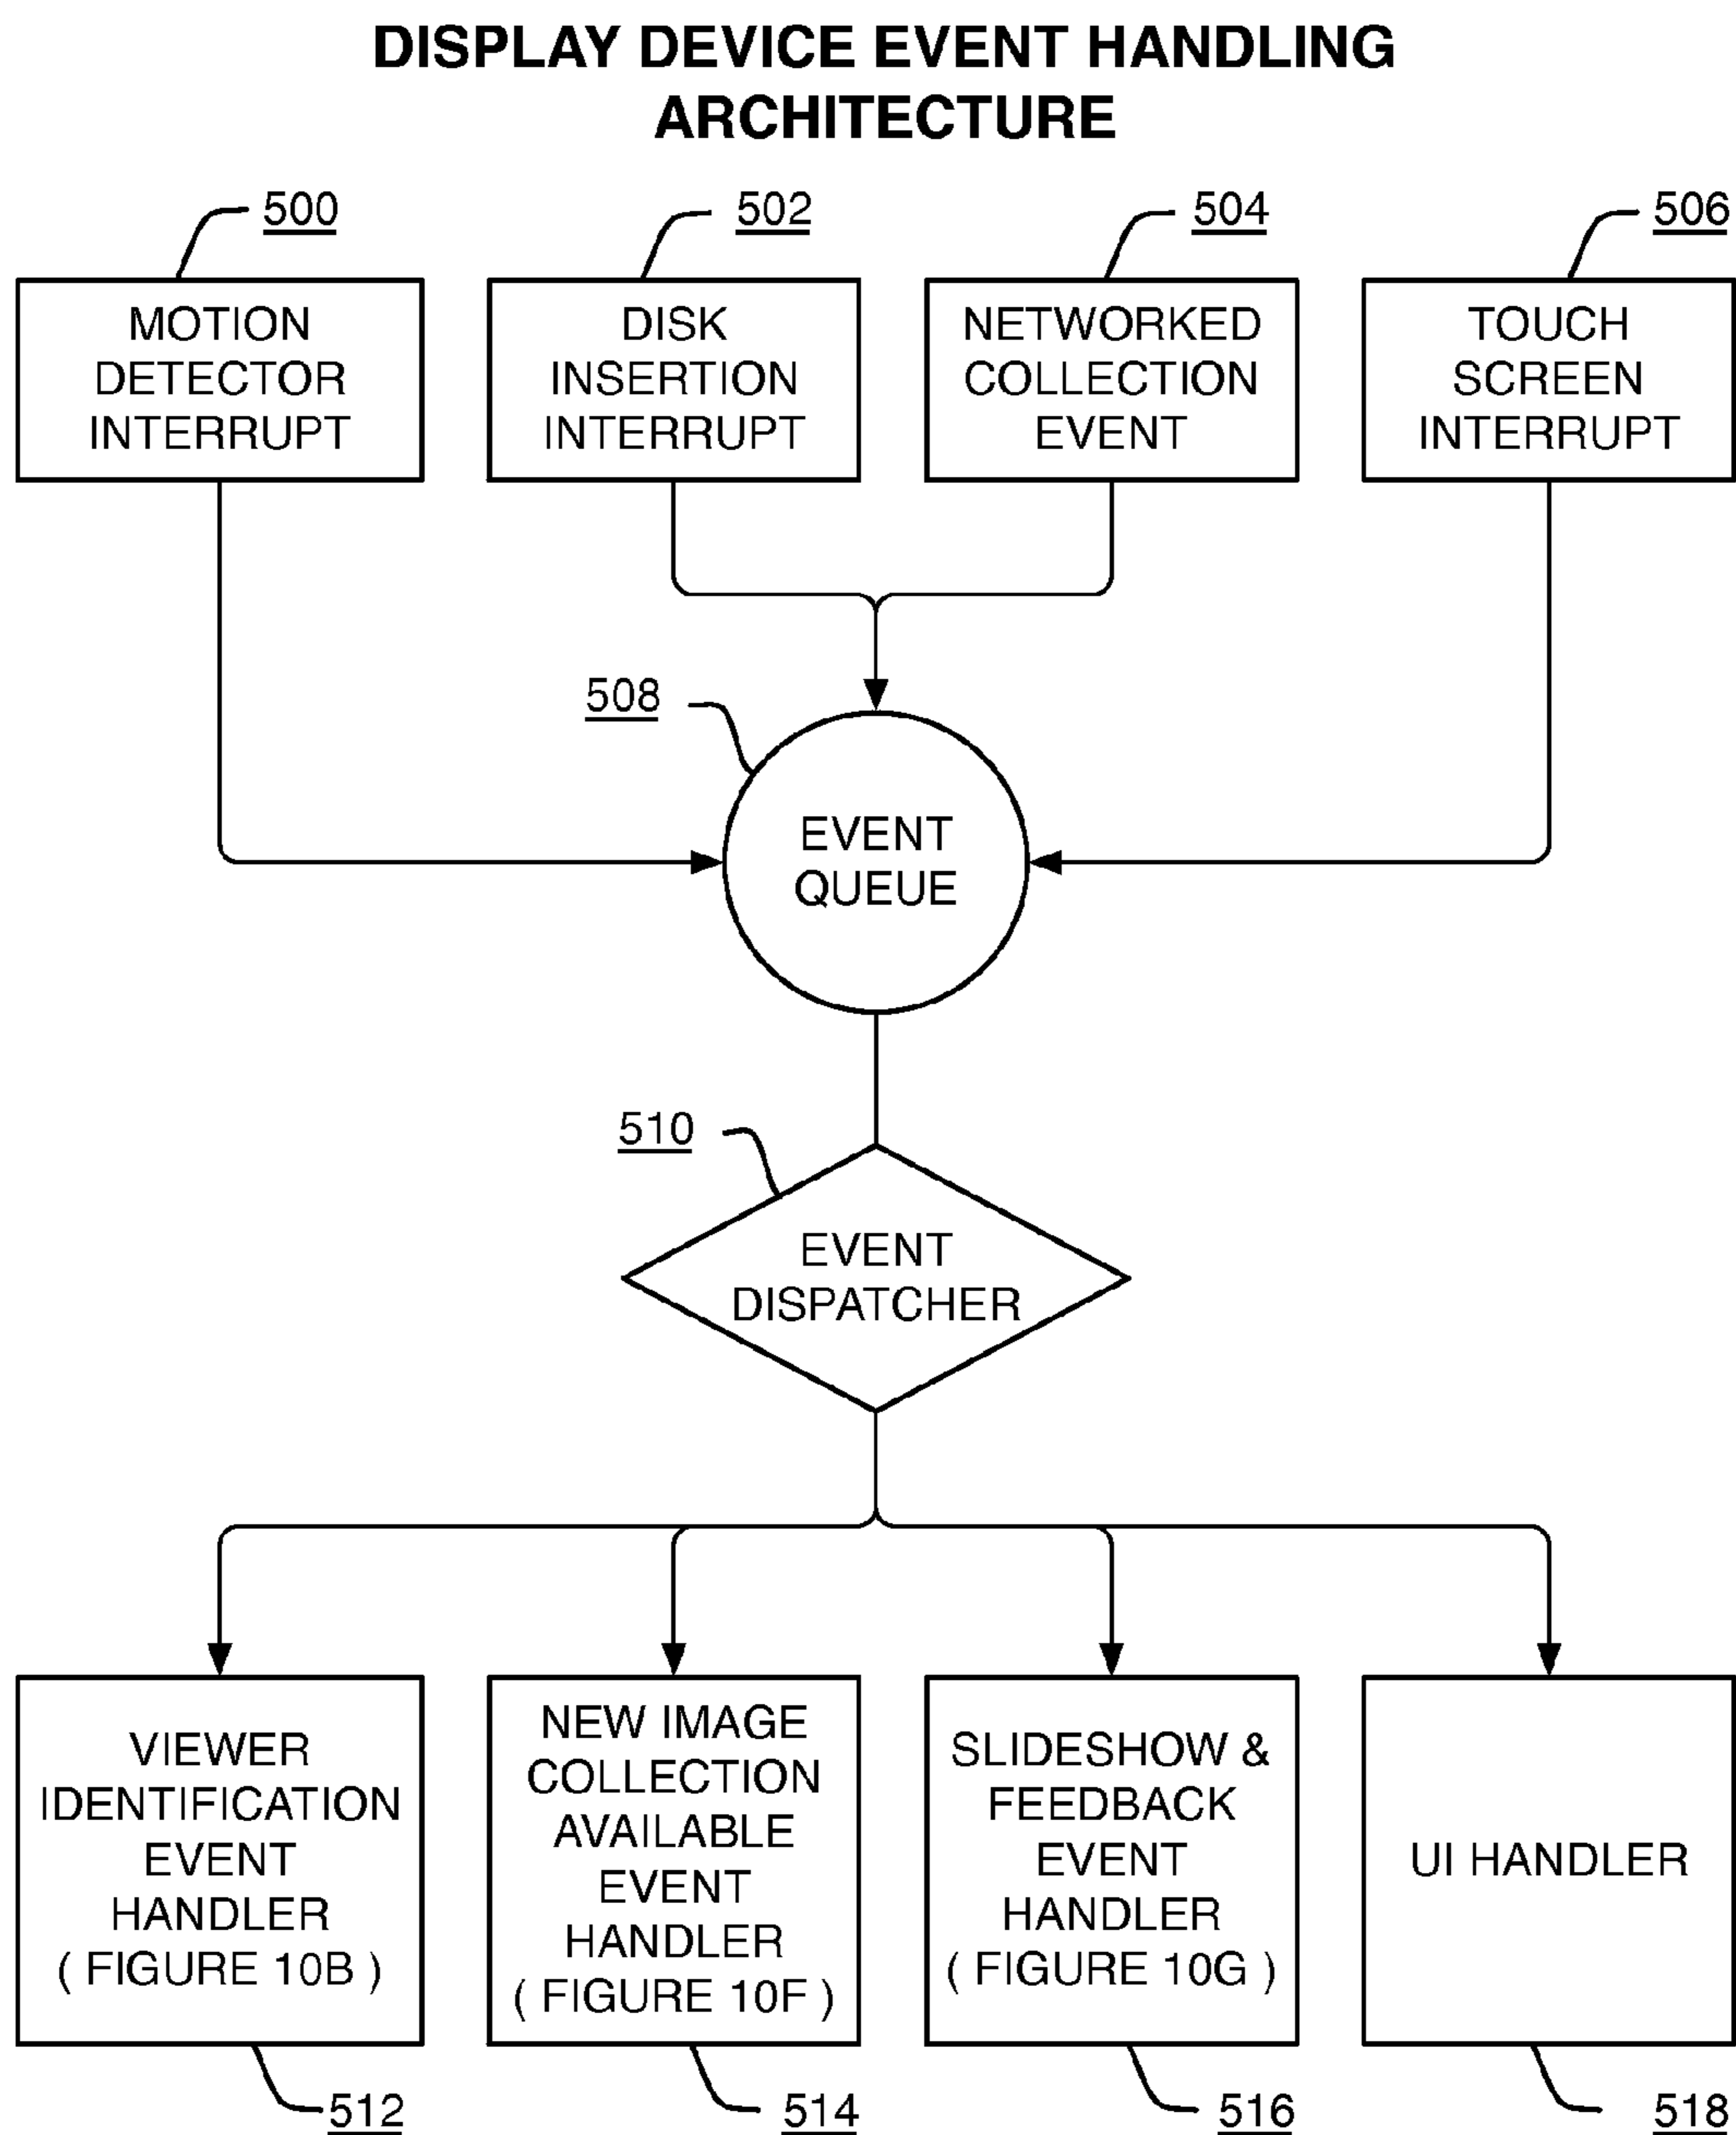 DISPLAY DEVICE EVENT HANDLING
ARCHITECTURE
500
502
504
506
MOTION
DETECTOR
INTERRUPT
DISK
INSERTION
INTERRUPT
NETWORKED
COLLECTION
EVENT
TOUCH
SCREEN
INTERRUPT
508
EVENT
QUEUE
510
EVENT
DISPATCHER
VIEWER
IDENTIFICATION
EVENT
HANDLER
( FIGURE 10B )
NEW IMAGE
COLLECTION
AVAILABLE
EVENT
HANDLER
( FIGURE 10F )
SLIDESHOW &
FEEDBACK
EVENT
HANDLER
( FIGURE 10G )
UI HANDLER
512
514
516
518